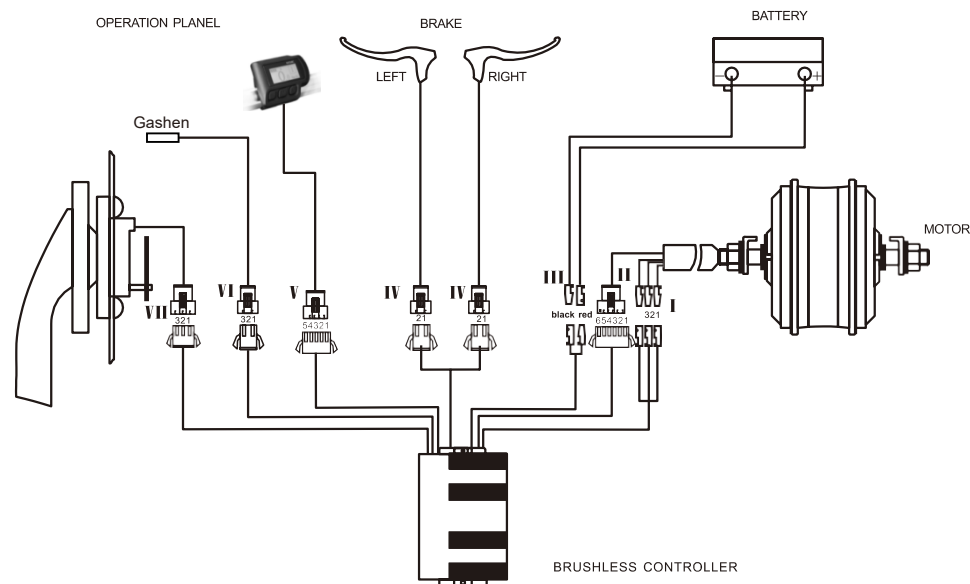 OPERATION PLANEL
BRAKE
BATTERY
LEFT
RIGHT
− +
Gashen
MOTOR
VII
VI
V
IV
IV
III
II
I
321
321
54321
21
21
black red
654321
321
BRUSHLESS CONTROLLER